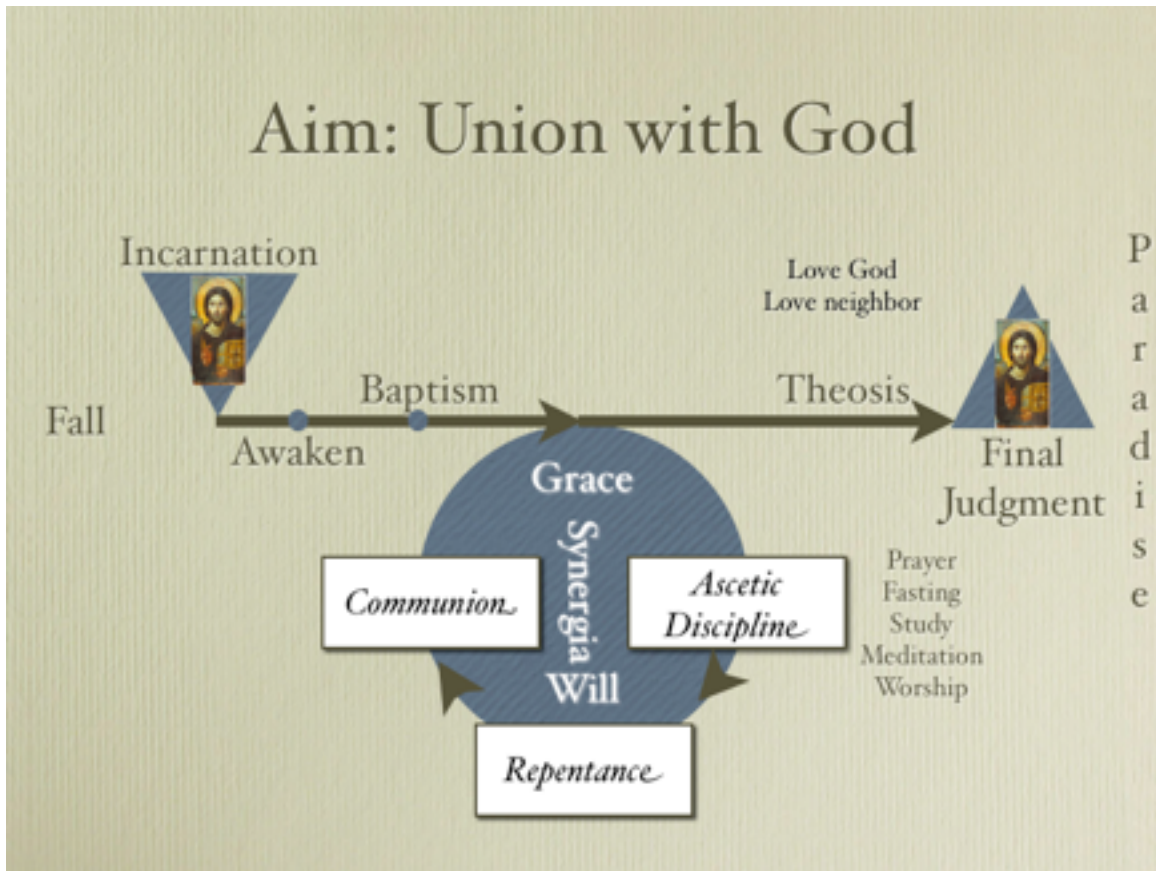 Aim: Union with God
Incarnation
Love God
Love neighbor
Paradise
Fall
Awaken
Baptism
Theosis
Final
Judgment
Grace
Synergia
Will
Communion
Ascetic
Discipline
Repentance
Prayer
Fasting
Study
Meditation
Worship